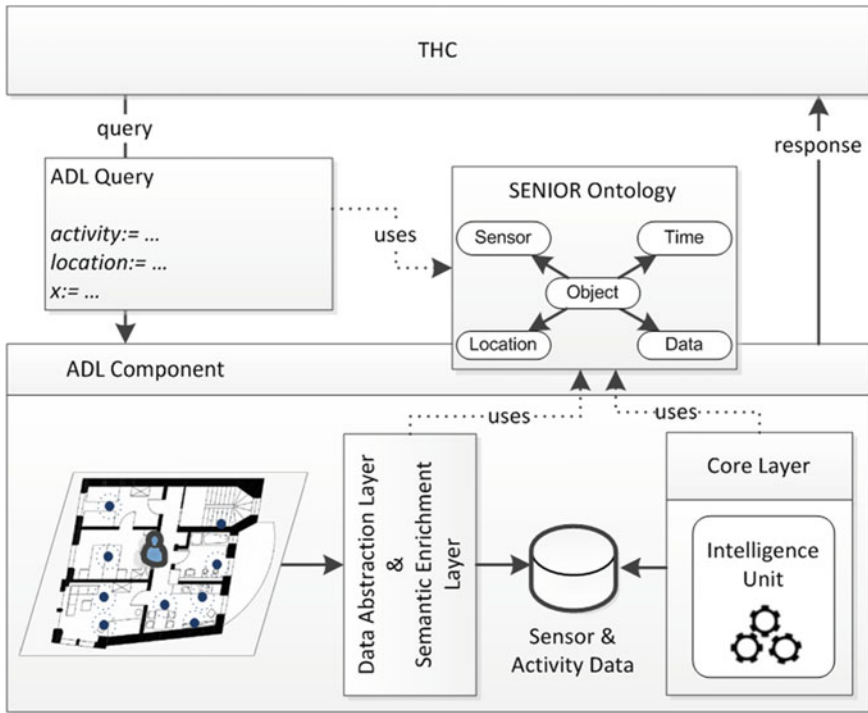 THC
query
response
ADL Query
activity:= ...
location:= ...
x:= ...
uses
SENIOR Ontology
Sensor
Time
Object
Location
Data
ADL Component
uses
uses
Data Abstraction Layer
&
Semantic Enrichment
Layer
Sensor &
Activity Data
Core Layer
Intelligence
Unit